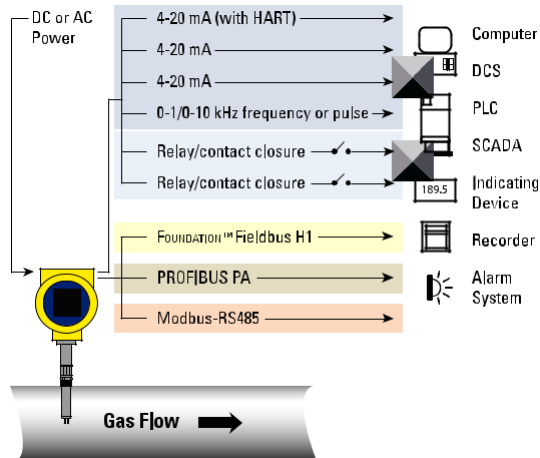 DC or AC
Power
4-20 mA (with HART)
4-20 mA
4-20 mA
0-1/0-10 kHz frequency or pulse
Relay/contact closure
Relay/contact closure
FOUNDATION™ Fieldbus H1
PROFIBUS PA
Modbus-RS485
Computer
DCS
PLC
SCADA
189.5
Indicating
Device
Recorder
Alarm
System
Gas Flow